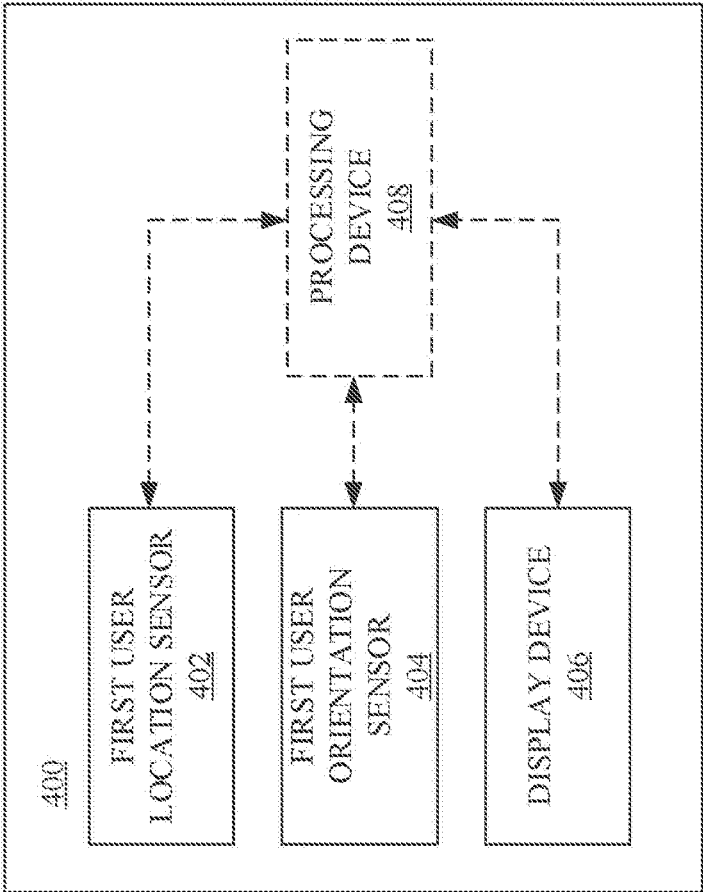 400
FIRST USER
LOCATION SENSOR
402
FIRST USER
ORIENTATION
SENSOR
404
DISPLAY DEVICE
406
PROCESSING
DEVICE
408